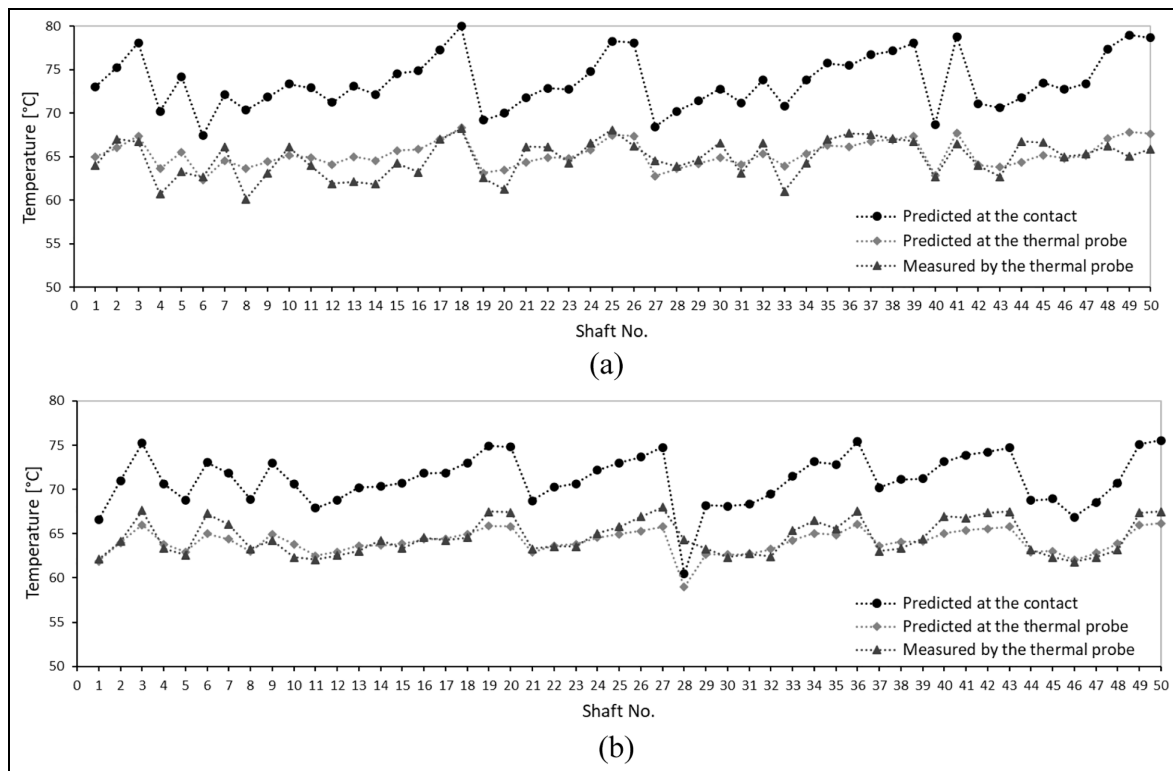 80
75
70
65
60
55
50
Temperature [°C]
Predicted at the contact
Predicted at the thermal probe
Measured by the thermal probe
0 1 2 3 4 5 6 7 8 9 10 11 12 13 14 15 16 17 18 19 20 21 22 23 24 25 26 27 28 29 30 31 32 33 34 35 36 37 38 39 40 41 42 43 44 45 46 47 48 49 50
Shaft No.
(a)
80
75
70
65
60
55
50
Temperature [°C]
Predicted at the contact
Predicted at the thermal probe
Measured by the thermal probe
0 1 2 3 4 5 6 7 8 9 10 11 12 13 14 15 16 17 18 19 20 21 22 23 24 25 26 27 28 29 30 31 32 33 34 35 36 37 38 39 40 41 42 43 44 45 46 47 48 49 50
Shaft No.
(b)